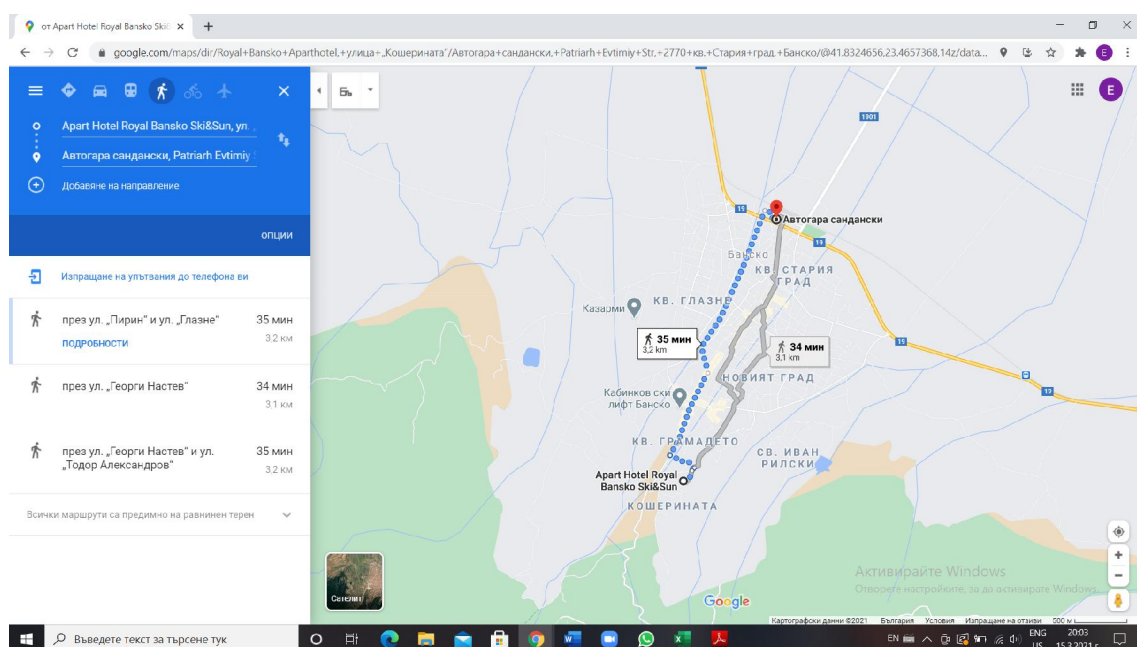 от Apart Hotel Royal Bansko Ski&
google.com/maps/dir/Royal+Bansko+Aparthotel,+улица+„Кошерината“/Автогара+сандански,+Patriarh+Evtimiy+Str,+2770+кв.+Стария+град,+Банско/@41.8324656,23.4657368,14z/data...
E
Apart Hotel Royal Bansko Ski&Sun, ул.
Автогара сандански, Patriarh Evtimiy
Добавяне на направление
ОПЦИИ
Изпращане на упътвания до телефона ви
през ул. „Пирин“ и ул. „Глазне“ 35 мин
ПОДРОБНОСТИ 3,2 км
през ул. „Георги Настев“ 34 мин
3,1 км
през ул. „Георги Настев“ и ул. 35 мин
„Тодор Александров“ 3,2 км
Всички маршрути са предимно на равнинен терен
E
1901
19
Автогара сандански
19
Банско
КВ. СТАРИЯ
ГРАД
КВ. ГЛАЗНЕ
Казарми
35 мин
3,2 km
34 мин
3,1 km
19
НОВИЯТ ГРАД
19
Кабинков ски
лифт Банско
КВ. ГРАМАДЕТО
СВ. ИВАН
РИЛСКИ
Apart Hotel Royal
Bansko Ski&Sun
КОШЕРИНАТА
Сателит
Google
Активирайте Windows
Отворете настройките, за да активирате Windows.
Картографски данни ©2021 България Условия Изпращане на отзиви 500 м
Въведете текст за търсене тук
EN
ENG
US
20:03
15.3.2021 г.